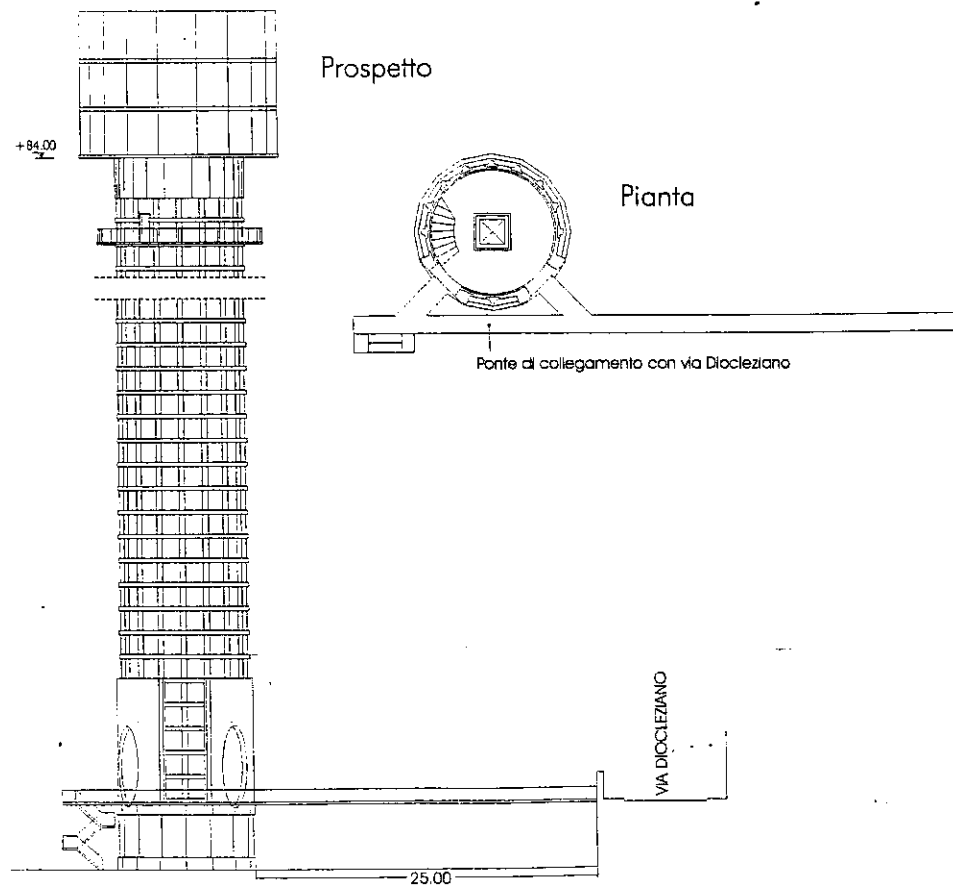 Prospetto
+84.00
Pianta
Ponte di collegamento con via Diocleziano
VIA DIOCLEZIANO
25.00